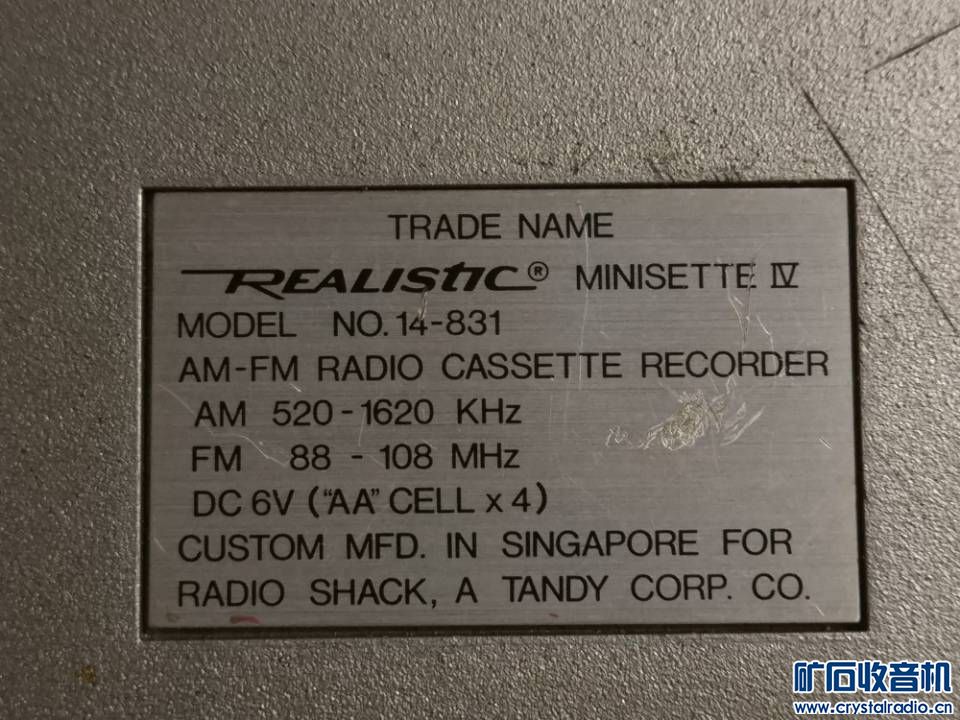 TRADE NAME
REALISTIC® MINISETTE IV
MODEL NO. 14-831
AM-FM RADIO CASSETTE RECORDER
AM 520-1620 KHz
FM 88 - 108 MHz
DC 6V ("AA" CELL x 4)
CUSTOM MFD. IN SINGAPORE FOR
RADIO SHACK, A TANDY CORP. CO.
矿石收音机
www.crystalradio.cn